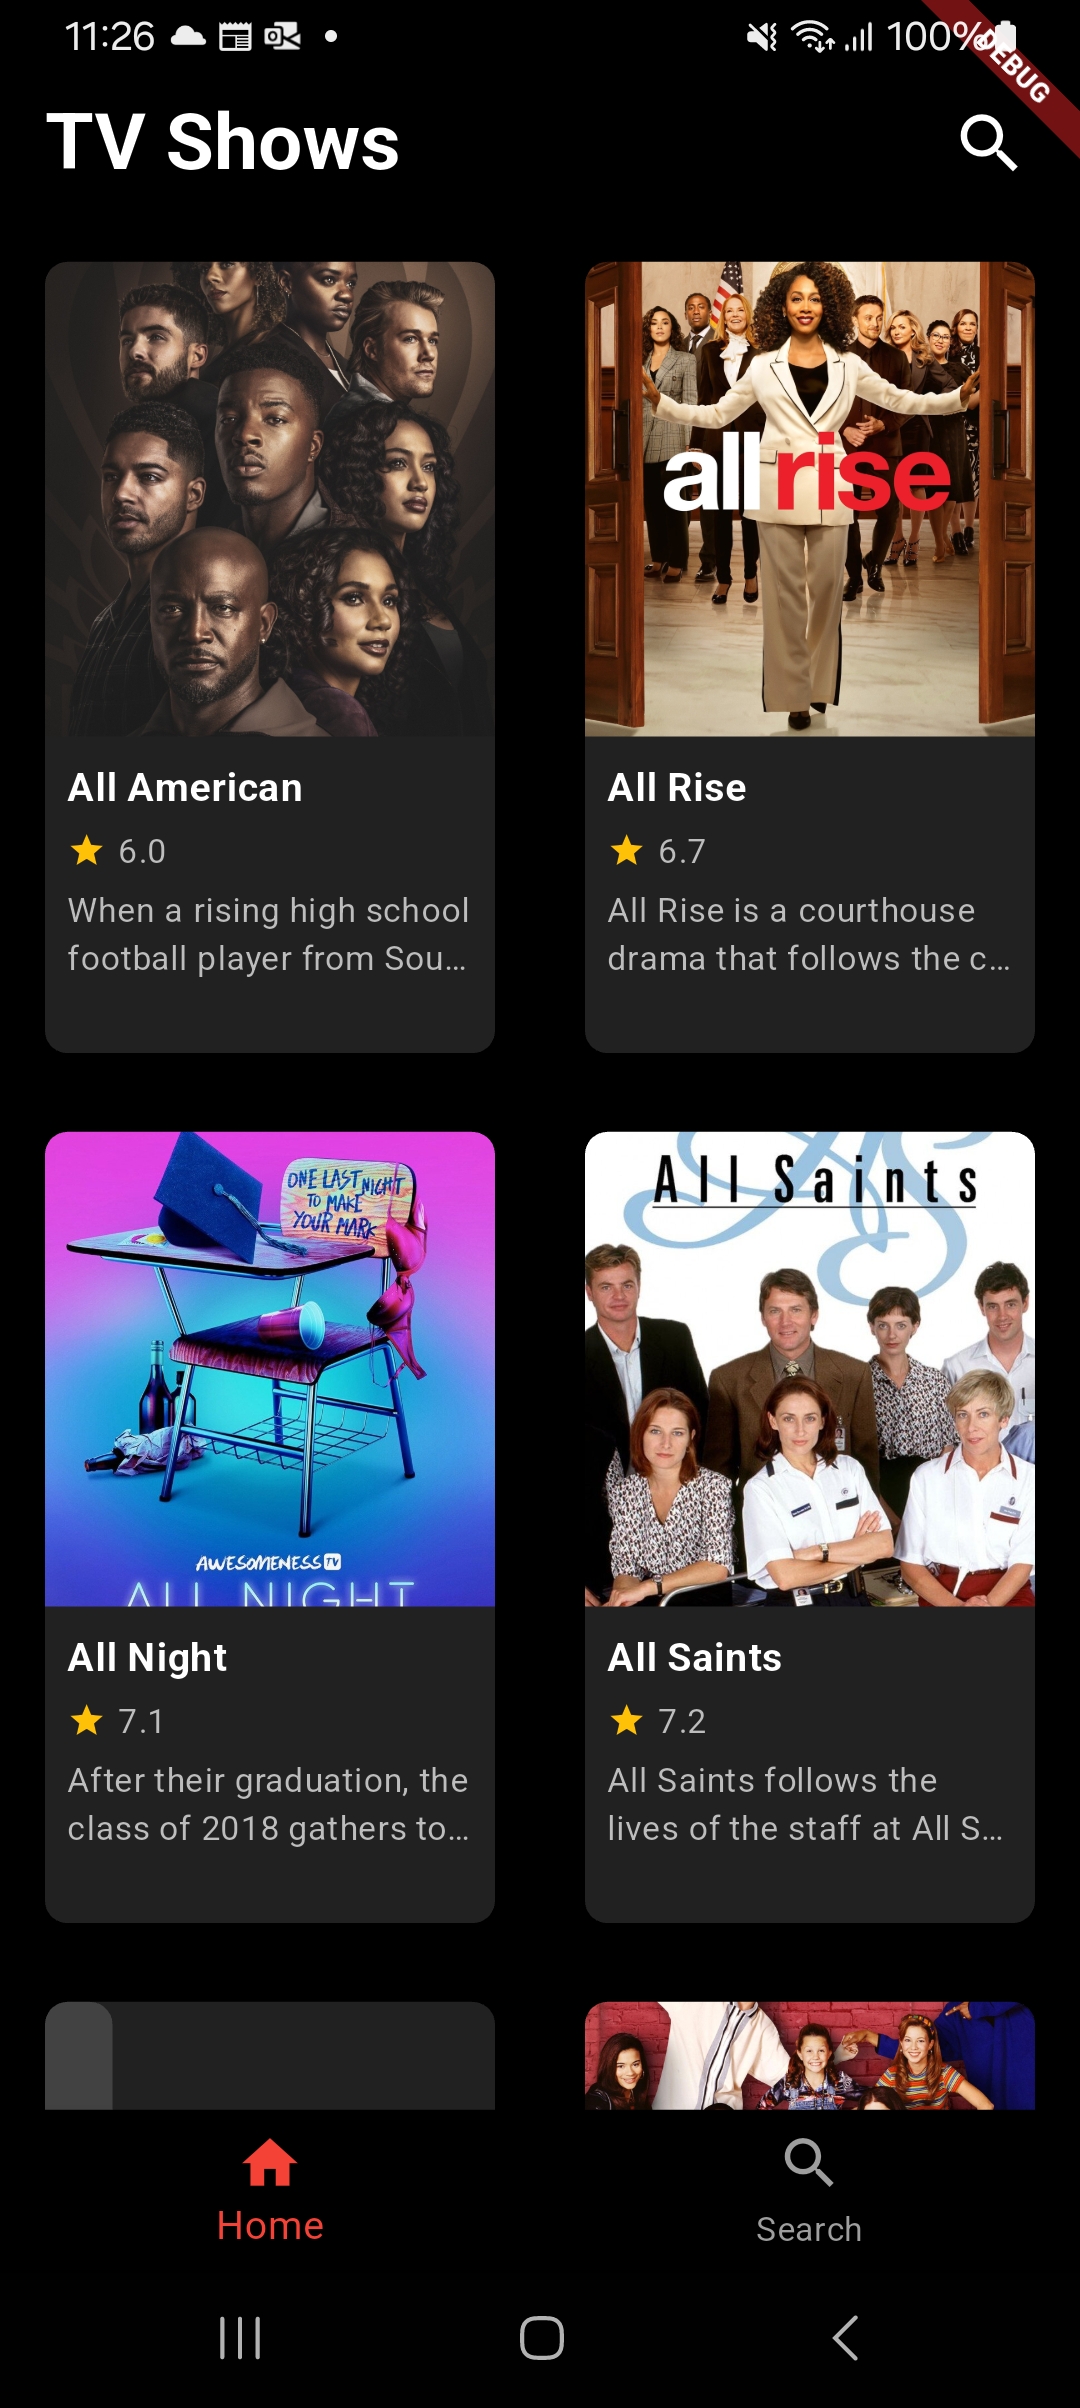 11:26
100%
DEBUG
TV Shows
all rise
All American
6.0
When a rising high school
football player from Sou...
All Rise
6.7
All Rise is a courthouse
drama that follows the c...
ONE LAST NIGHT
TO MAKE
YOUR MARK
AWESOMENESS TV
ALL NIGHT
All Saints
All Night
7.1
After their graduation, the
class of 2018 gathers to...
All Saints
7.2
All Saints follows the
lives of the staff at All S...
Home
Search